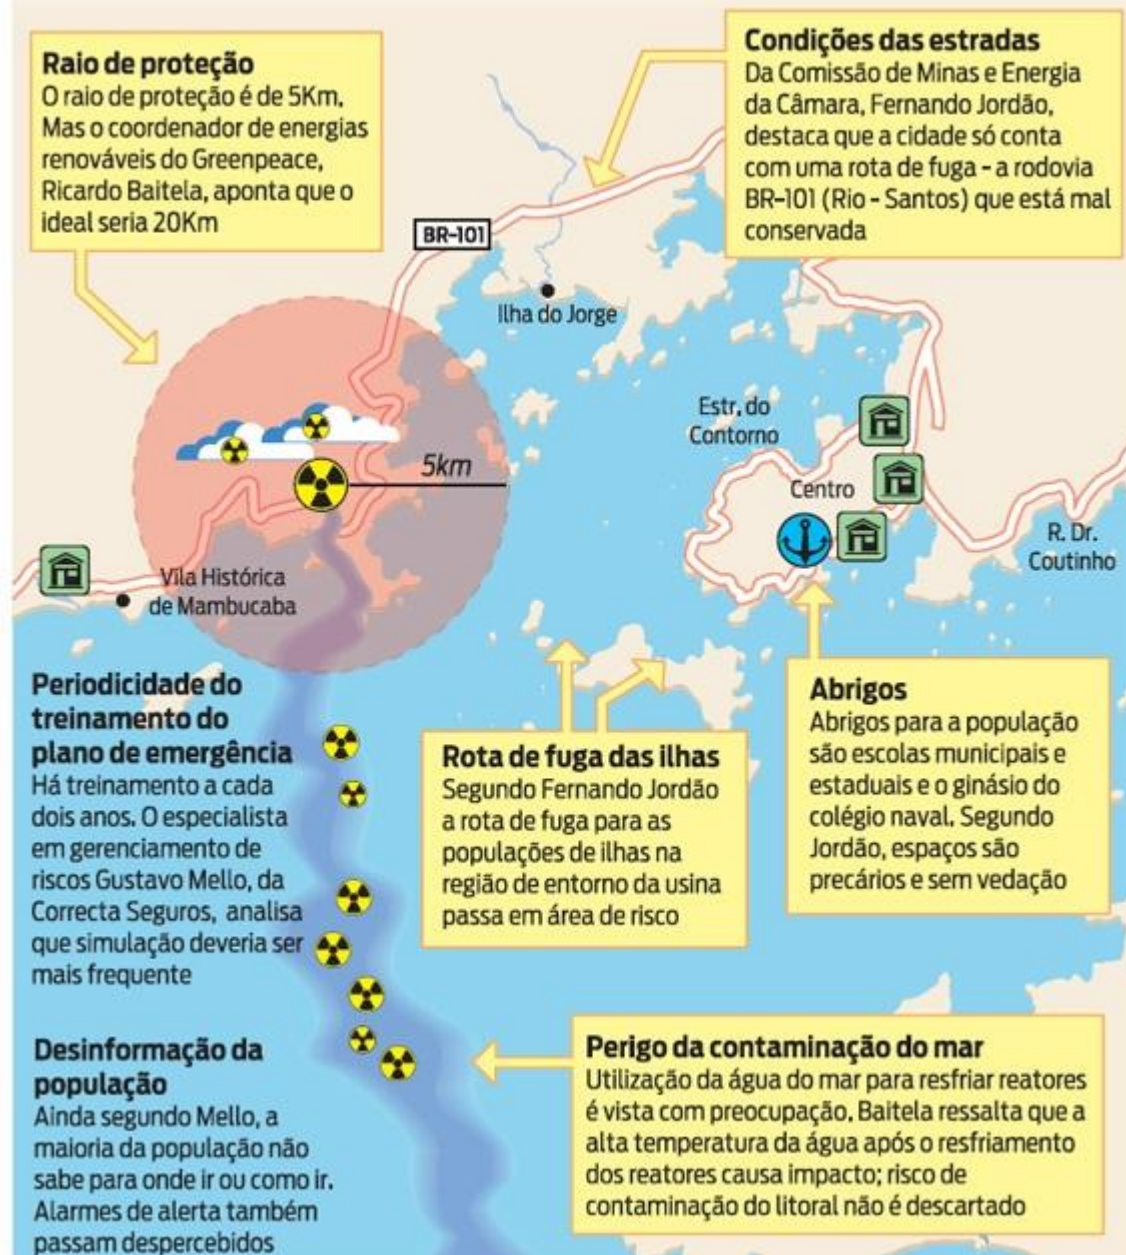 Raio de proteção
O raio de proteção é de 5Km.
Mas o coordenador de energias
renováveis do Greenpeace,
Ricardo Baitela, aponta que o
ideal seria 20Km
Condições das estradas
Da Comissão de Minas e Energia
da Câmara, Fernando Jordão,
destaca que a cidade só conta
com uma rota de fuga - a rodovia
BR-101 (Rio - Santos) que está mal
conservada
BR-101
Ilha do Jorge
Estr. do
Contorno
5km
Centro
R. Dr.
Coutinho
Vila Histórica
de Mambucaba
Periodicidade do
treinamento do
plano de emergência
Há treinamento a cada
dois anos. O especialista
em gerenciamento de
riscos Gustavo Mello, da
Correcta Seguros, analisa
que simulação deveria ser
mais frequente
Rota de fuga das ilhas
Segundo Fernando Jordão
a rota de fuga para as
populações de ilhas na
região de entorno da usina
passa em área de risco
Abrigos
Abrigos para a população
são escolas municipais e
estaduais e o ginásio do
colégio naval. Segundo
Jordão, espaços são
precários e sem vedação
Desinformação da
população
Ainda segundo Mello, a
maioria da população não
sabe para onde ir ou como ir.
Alarmes de alerta também
passam despercebidos
Perigo da contaminação do mar
Utilização da água do mar para resfriar reatores
é vista com preocupação. Baitela ressalta que a
alta temperatura da água após o resfriamento
dos reatores causa impacto; risco de
contaminação do litoral não é descartado